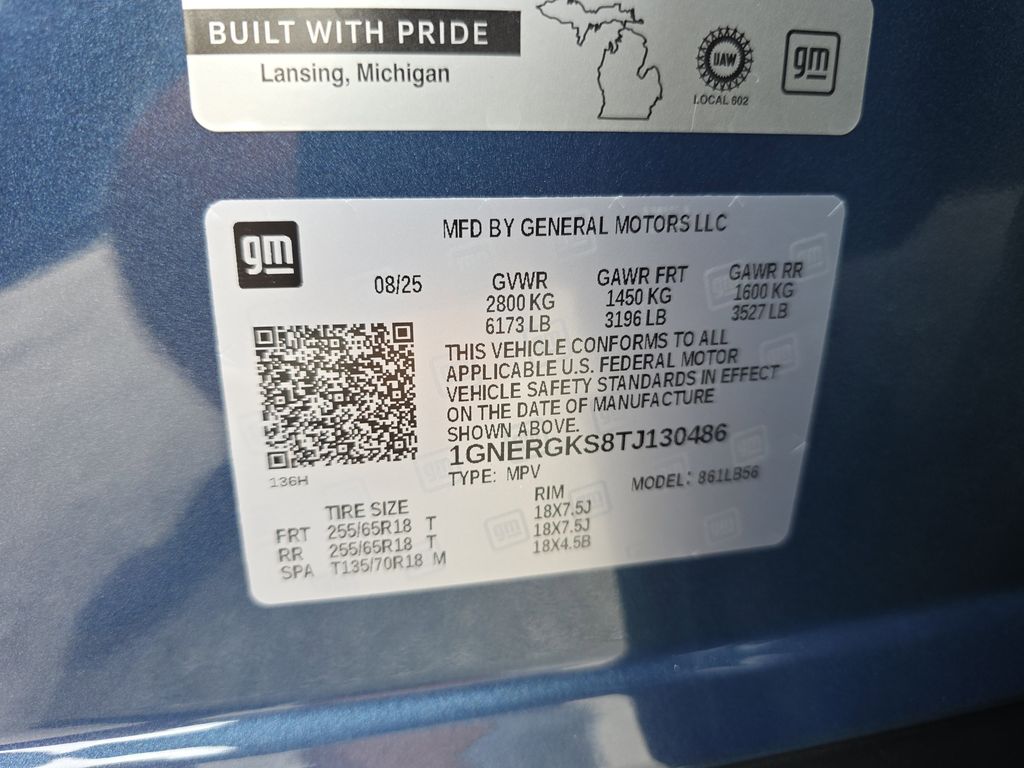 BUILT WITH PRIDE
Lansing, Michigan
UAW
LOCAL 602
gm
gm
MFD BY GENERAL MOTORS LLC
08/25
GVWR GAWR FRT GAWR RR
2800 KG 1450 KG 1600 KG
6173 LB 3196 LB 3527 LB
THIS VEHICLE CONFORMS TO ALL
APPLICABLE U.S. FEDERAL MOTOR
VEHICLE SAFETY STANDARDS IN EFFECT
ON THE DATE OF MANUFACTURE
SHOWN ABOVE.
1GNERGKS8TJ130486
136H
TYPE: MPV MODEL: 861LB56
TIRE SIZE RIM
FRT 255/65R18 T 18X7.5J
RR 255/65R18 T 18X7.5J
SPA T135/70R18 M 18X4.5B